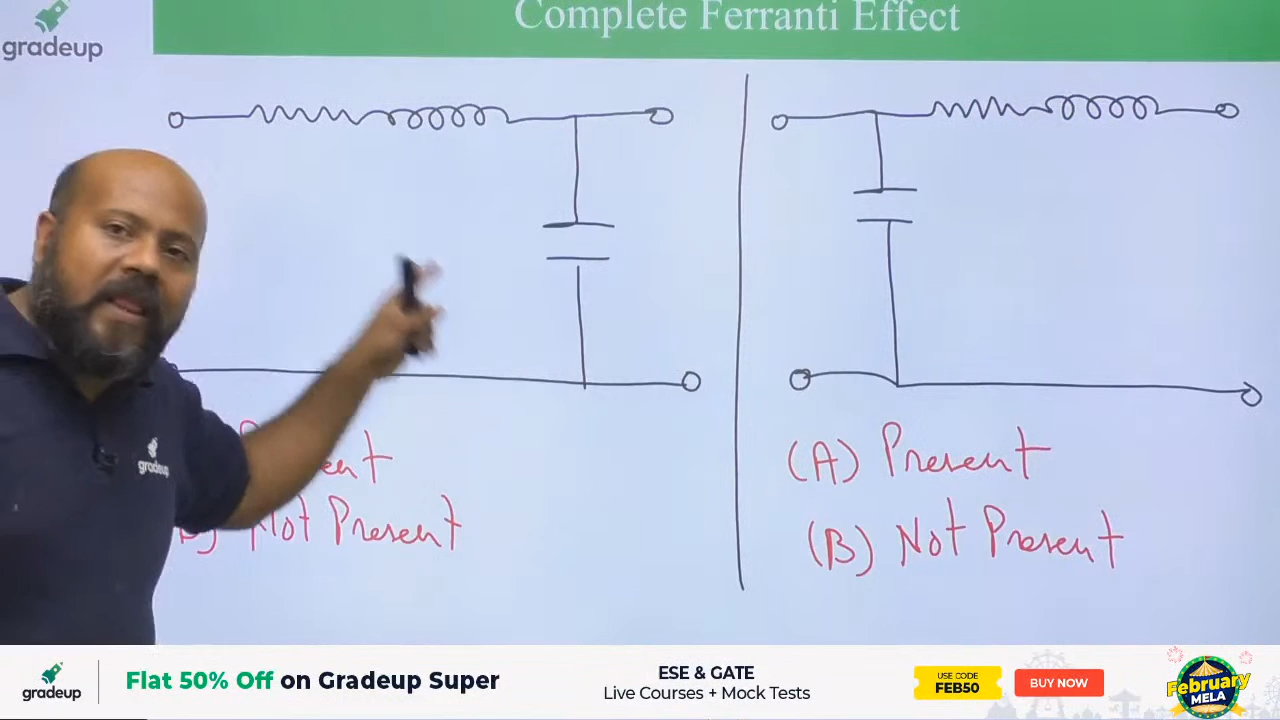 Complete Ferranti Effect
gradeup
(A) Present
(B) Not Present
Not Present
gradeup
gradeup
Flat 50% Off on Gradeup Super
ESE & GATE
Live Courses + Mock Tests
USE CODE
FEB50
BUY NOW
February
MELA